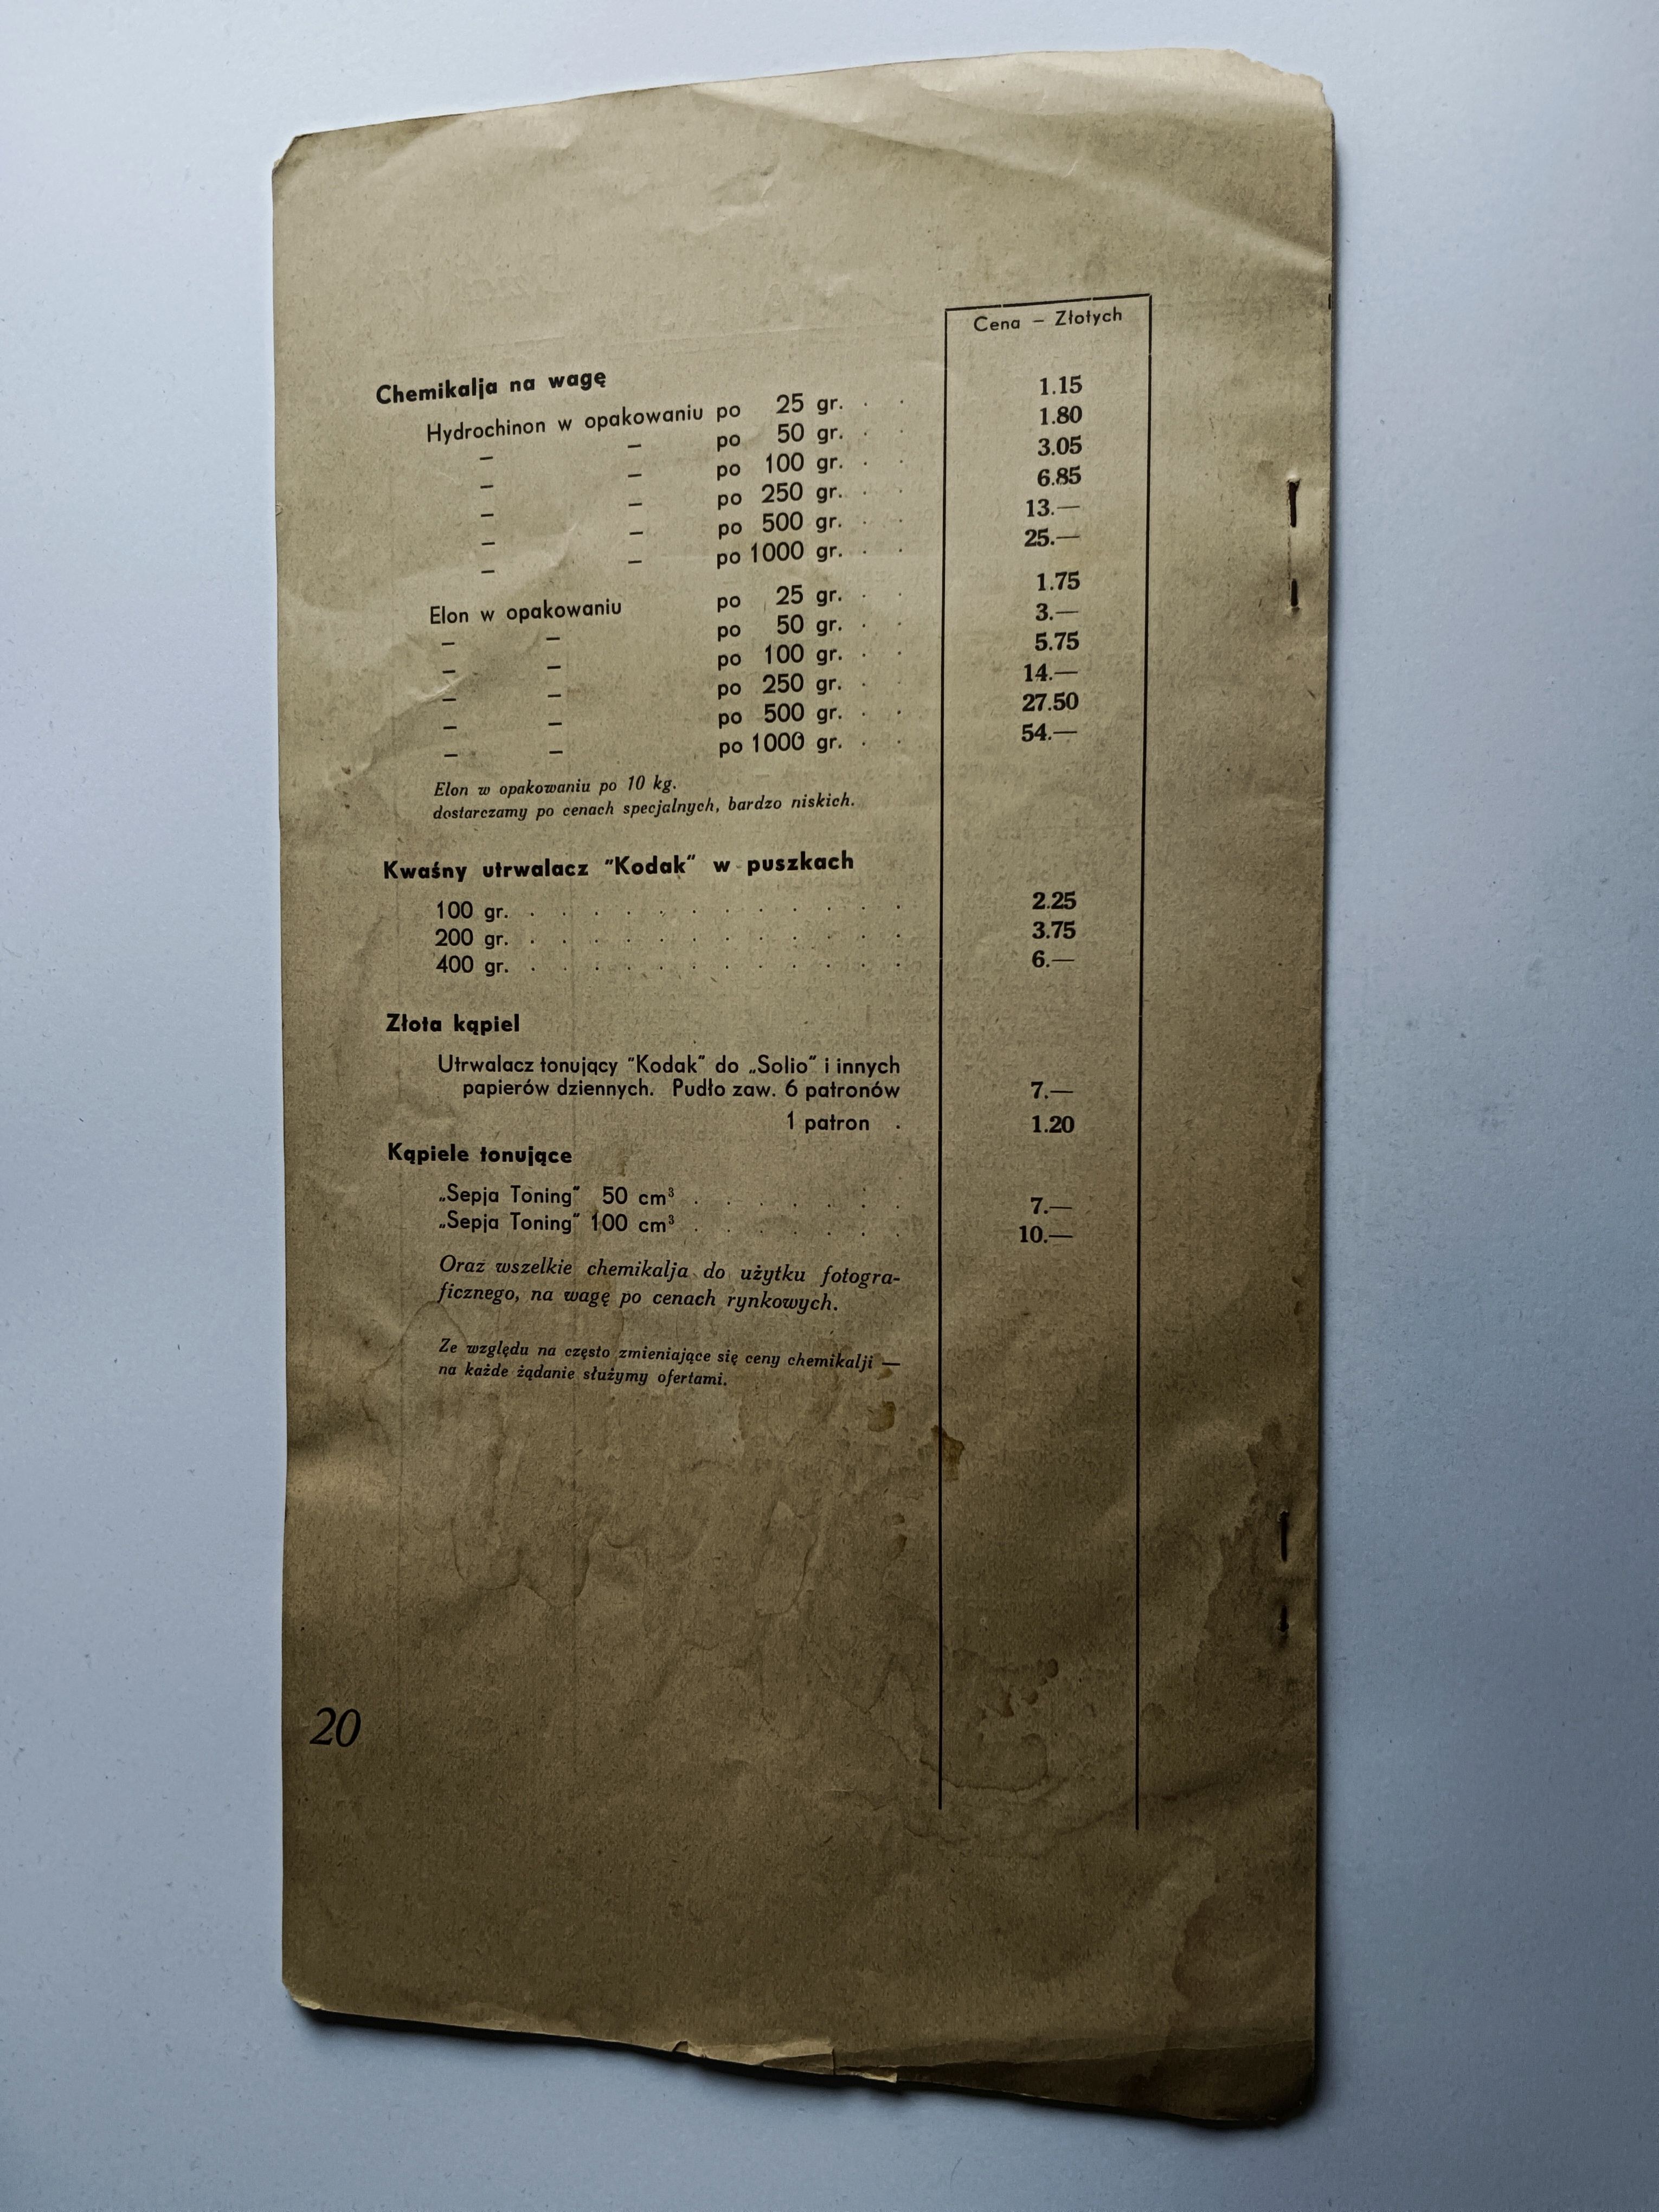 Cena – Złotych
Chemikalja na wagę
Hydrochinon w opakowaniu po 25 gr. . . 1.15
– – po 50 gr. . . 1.80
– – po 100 gr. . . 3.05
– – po 250 gr. . . 6.85
– – po 500 gr. . . 13.—
– – po 1000 gr. . . 25.—
Elon w opakowaniu po 25 gr. . . 1.75
– – po 50 gr. . . 3.—
– – po 100 gr. . . 5.75
– – po 250 gr. . . 14.—
– – po 500 gr. . . 27.50
– – po 1000 gr. . . 54.—
Elon w opakowaniu po 10 kg.
dostarczamy po cenach specjalnych, bardzo niskich.
Kwaśny utrwalacz "Kodak" w puszkach
100 gr. . . . . . . . . . . . . 2.25
200 gr. . . . . . . . . . . . . 3.75
400 gr. . . . . . . . . . . . . 6.—
Złota kąpiel
Utrwalacz tonujący "Kodak" do „Solio" i innych
papierów dziennych. Pudło zaw. 6 patronów 7.—
1 patron . 1.20
Kąpiele tonujące
„Sepja Toning" 50 cm³ . . . . . . . 7.—
„Sepja Toning" 100 cm³ . . . . . . . 10.—
Oraz wszelkie chemikalja do użytku fotogra-
ficznego, na wagę po cenach rynkowych.
Ze względu na często zmieniające się ceny chemikalji —
na każde żądanie służymy ofertami.
20